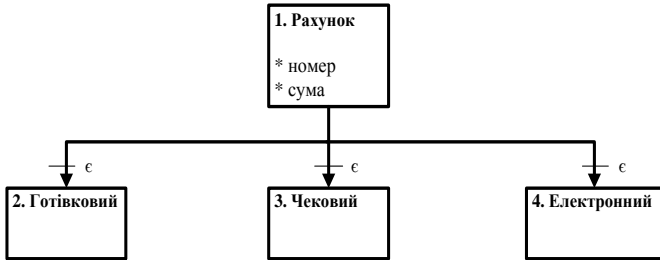 1. Рахунок
* номер
* сума
є
є
є
2. Готівковий
3. Чековий
4. Електронний